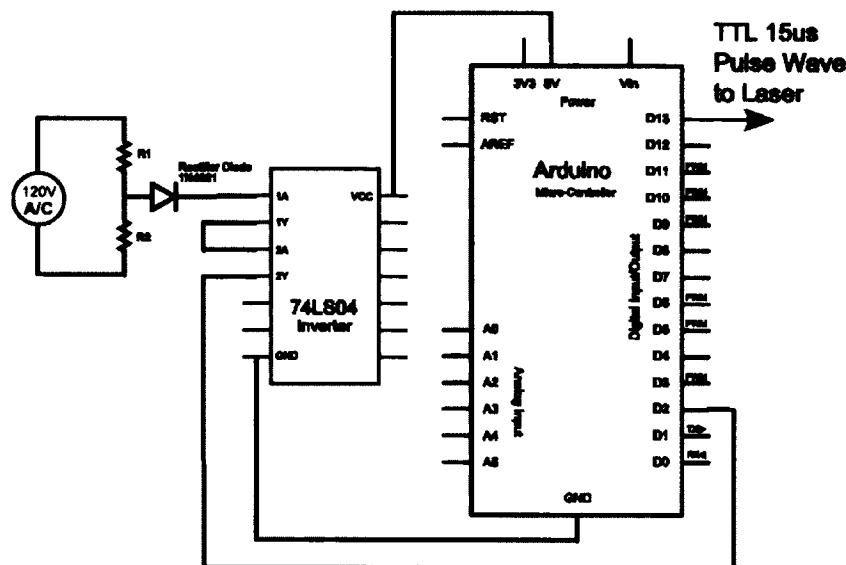 TTL 15us
Pulse Wave
to Laser
3V3
5V
Vin
Power
RST
AREF
D13
D12
D11
PWM
D10
PWM
D9
PWM
D8
D7
D6
PWM
D5
PWM
D4
D3
PWM
D2
D1
D0
Arduino
Micro-Controller
Digital Input/Output
A0
A1
A2
A3
A4
A5
Analog Input
GND
120V
A/C
R1
R2
Rectifier Diode
1A
1Y
2A
2Y
GND
VCC
74LS04
Inverter